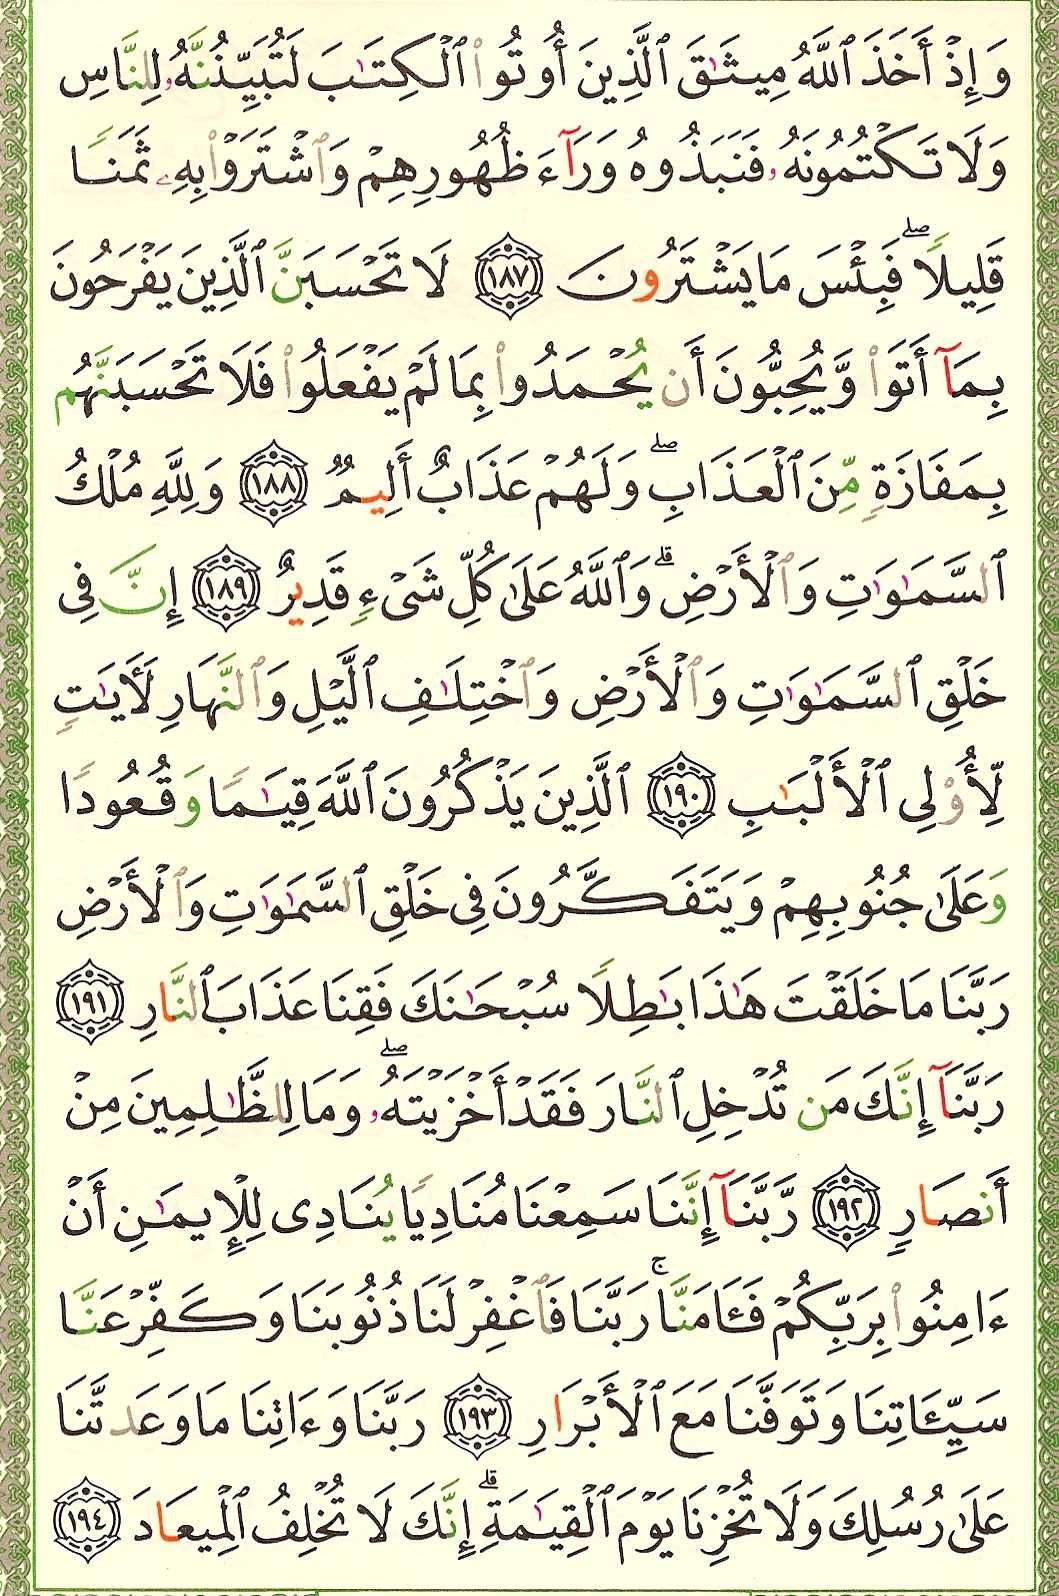 وَإِذْ أَخَذَ ٱللَّهُ مِيثَٰقَ ٱلَّذِينَ أُوتُوا۟ ٱلْكِتَٰبَ لَتُبَيِّنُنَّهُۥ لِلنَّاسِ
وَلَا تَكْتُمُونَهُۥ فَنَبَذُوهُ وَرَآءَ ظُهُورِهِمْ وَٱشْتَرَوْا۟ بِهِۦ ثَمَنًا
قَلِيلًا ۖ فَبِئْسَ مَا يَشْتَرُونَ ١٨٧ لَا تَحْسَبَنَّ ٱلَّذِينَ يَفْرَحُونَ
بِمَآ أَتَوا۟ وَّيُحِبُّونَ أَن يُحْمَدُوا۟ بِمَا لَمْ يَفْعَلُوا۟ فَلَا تَحْسَبَنَّهُم
بِمَفَازَةٍ مِّنَ ٱلْعَذَابِ ۖ وَلَهُمْ عَذَابٌ أَلِيمٌ ١٨٨ وَلِلَّهِ مُلْكُ
ٱلسَّمَٰوَٰتِ وَٱلْأَرْضِ ۗ وَٱللَّهُ عَلَىٰ كُلِّ شَىْءٍ قَدِيرٌ ١٨٩ إِنَّ فِى
خَلْقِ ٱلسَّمَٰوَٰتِ وَٱلْأَرْضِ وَٱخْتِلَٰفِ ٱلَّيْلِ وَٱلنَّهَارِ لَأَيَٰتٍ
لِّأُو۟لِى ٱلْأَلْبَٰبِ ١٩٠ ٱلَّذِينَ يَذْكُرُونَ ٱللَّهَ قِيَٰمًا وَقُعُودًا
وَعَلَىٰ جُنُوبِهِمْ وَيَتَفَكَّرُونَ فِى خَلْقِ ٱلسَّمَٰوَٰتِ وَٱلْأَرْضِ
رَبَّنَا مَا خَلَقْتَ هَٰذَا بَٰطِلًا سُبْحَٰنَكَ فَقِنَا عَذَابَ ٱلنَّارِ ١٩١
رَبَّنَآ إِنَّكَ مَن تُدْخِلِ ٱلنَّارَ فَقَدْ أَخْزَيْتَهُۥ ۖ وَمَا لِلظَّٰلِمِينَ مِنْ
أَنصَارٍ ١٩٢ رَّبَّنَآ إِنَّنَا سَمِعْنَا مُنَادِيًا يُنَادِى لِلْإِيمَٰنِ أَنْ
ءَامِنُوا۟ بِرَبِّكُمْ فَـَٔامَنَّا ۚ رَبَّنَا فَٱغْفِرْ لَنَا ذُنُوبَنَا وَكَفِّرْ عَنَّا
سَيِّـَٔاتِنَا وَتَوَفَّنَا مَعَ ٱلْأَبْرَارِ ١٩٣ رَبَّنَا وَءَاتِنَا مَا وَعَدتَّنَا
عَلَىٰ رُسُلِكَ وَلَا تُخْزِنَا يَوْمَ ٱلْقِيَٰمَةِ ۗ إِنَّكَ لَا تُخْلِفُ ٱلْمِيعَادَ ١٩٤